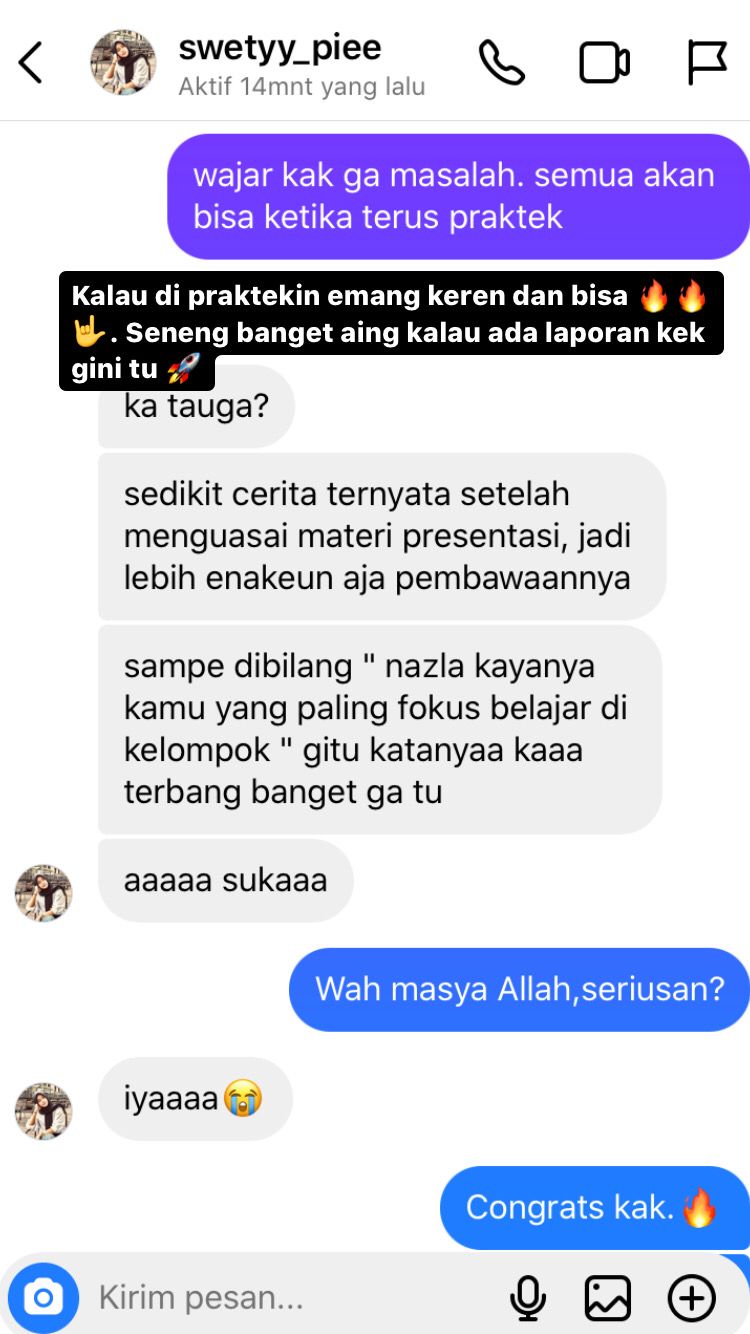 swetyy_piee
Aktif 14mnt yang lalu
wajar kak ga masalah. semua akan
bisa ketika terus praktek
Kalau di praktekin emang keren dan bisa 🔥🔥
🤟. Seneng banget aing kalau ada laporan kek
gini tu 🚀
ka tauga?
sedikit cerita ternyata setelah
menguasai materi presentasi, jadi
lebih enakeun aja pembawaannya
sampe dibilang " nazla kayanya
kamu yang paling fokus belajar di
kelompok " gitu katanyaa kaaa
terbang banget ga tu
aaaaa sukaaa
Wah masya Allah,seriusan?
iyaaaa😭
Congrats kak.🔥
Kirim pesan...